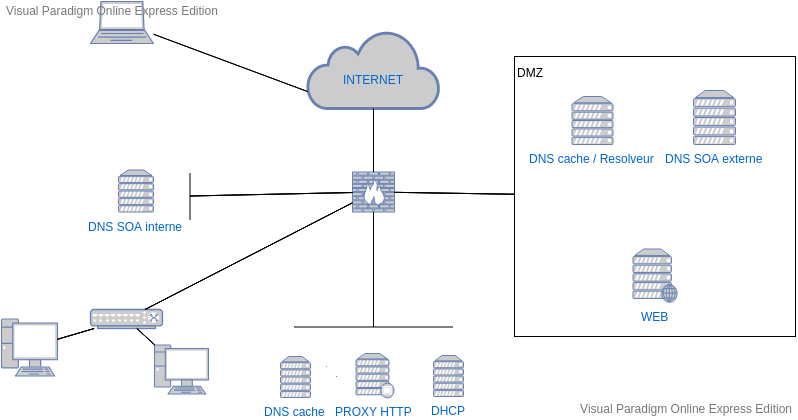 Visual Paradigm Online Express Edition
INTERNET
DMZ
DNS cache / Resolveur
DNS SOA externe
DNS SOA interne
WEB
DNS cache
PROXY HTTP
DHCP
Visual Paradigm Online Express Edition